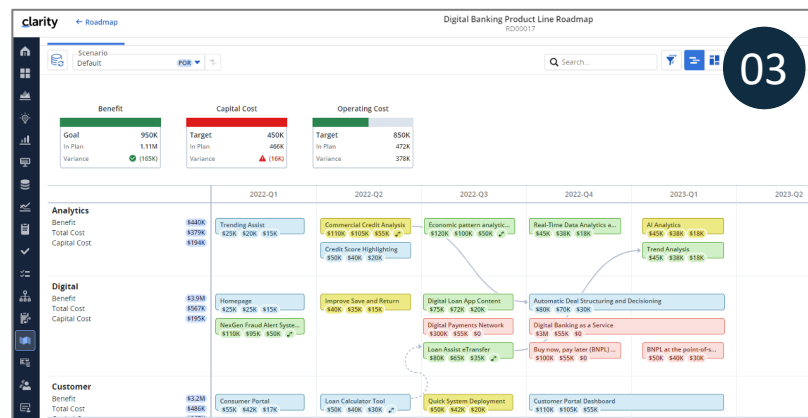 clarity
← Roadmap
Digital Banking Product Line Roadmap
RD00017
Scenario
Default
POR
Search...
03
Benefit
Capital Cost
Operating Cost
Goal 950K
In Plan 1.11M
Variance (165K)
Target 450K
In Plan 466K
Variance (16K)
Target 850K
In Plan 472K
Variance 378K
2022-Q1 2022-Q2 2022-Q3 2022-Q4 2023-Q1 2023-Q2
Analytics
Benefit $440K
Total Cost $379K
Capital Cost $194K
Trending Assist
$25K $20K $15K
Commercial Credit Analysis
$110K $105K $55K
Economic pattern analytic...
$120K $100K $50K
Real-Time Data Analytics a...
$45K $38K $18K
AI Analytics
$45K $38K $18K
Credit Score Highlighting
$50K $40K $20K
Trend Analysis
$45K $38K $18K
Digital
Benefit $3.9M
Total Cost $567K
Capital Cost $195K
Homepage
$25K $25K $15K
Improve Save and Return
$40K $35K $15K
Digital Loan App Content
$75K $72K $20K
Automatic Deal Structuring and Decisioning
$80K $70K $30K
NexGen Fraud Alert Syste...
$110K $95K $50K
Digital Payments Network
$300K $55K $0
Digital Banking as a Service
$3M $55K $0
Loan Assist eTransfer
$80K $65K $35K
Buy now, pay later (BNPL) ...
$100K $55K $0
BNPL at the point-of-s...
$50K $40K $30K
Customer
Benefit $3.2M
Total Cost $486K
Consumer Portal
$55K $42K $17K
Loan Calculator Tool
$50K $40K $30K
Quick System Deployment
$50K $42K $20K
Customer Portal Dashboard
$110K $105K $55K